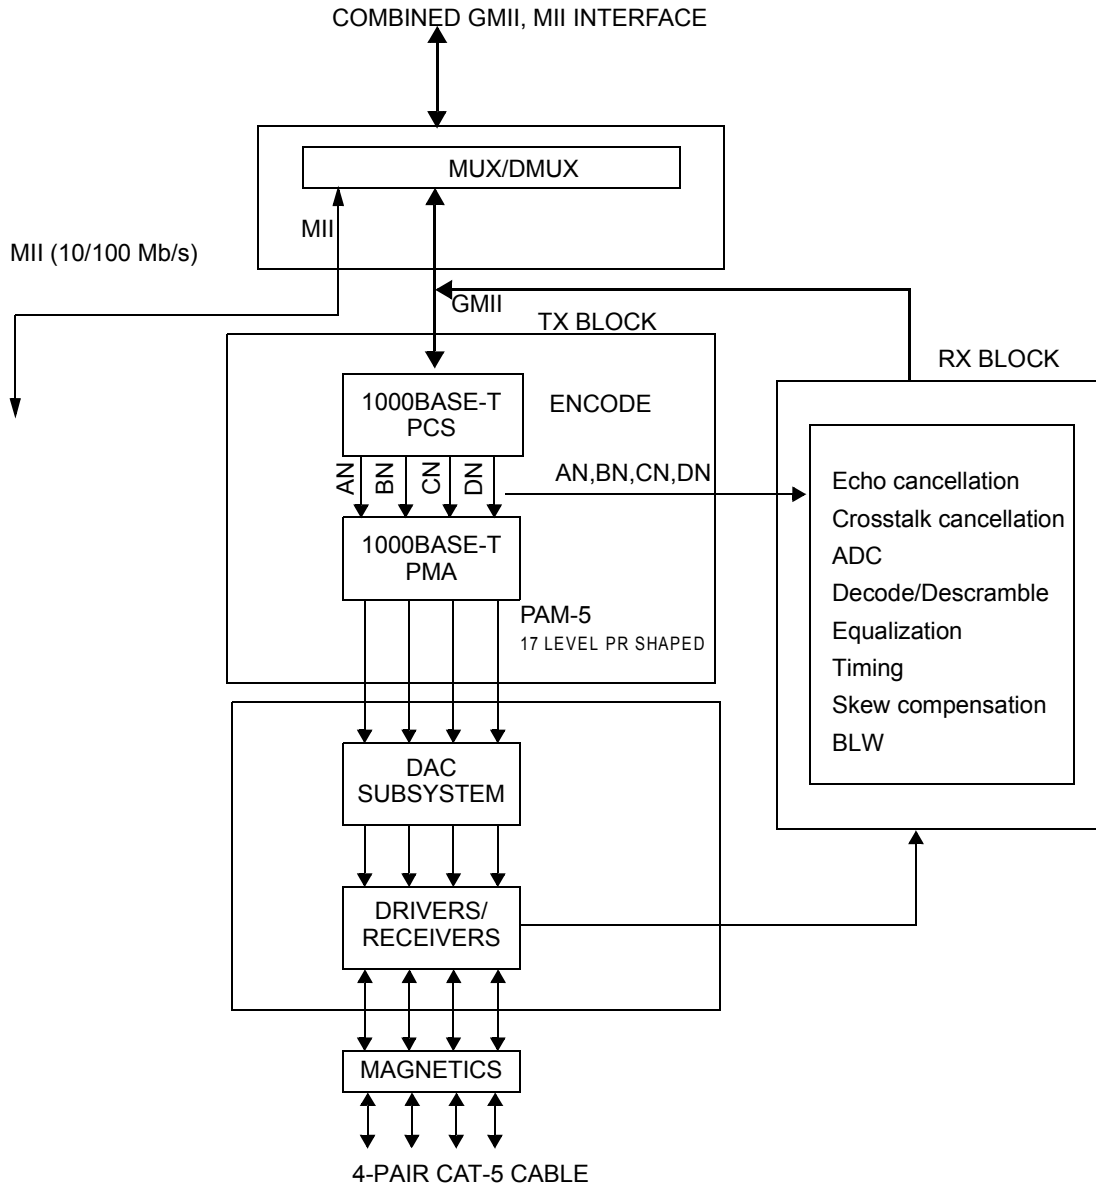 COMBINED GMII, MII INTERFACE
MUX/DMUX
MII
MII (10/100 Mb/s)
GMII
TX BLOCK
RX BLOCK
1000BASE-T
PCS
ENCODE
AN
BN
CN
DN
AN,BN,CN,DN
1000BASE-T
PMA
PAM-5
17 LEVEL PR SHAPED
Echo cancellation
Crosstalk cancellation
ADC
Decode/Descramble
Equalization
Timing
Skew compensation
BLW
DAC
SUBSYSTEM
DRIVERS/
RECEIVERS
MAGNETICS
4-PAIR CAT-5 CABLE